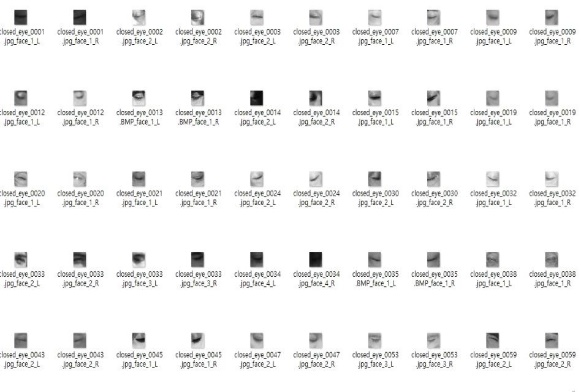 closed_eye_0001 closed_eye_0001 closed_eye_0002 closed_eye_0002 closed_eye_0003 closed_eye_0003 closed_eye_0007 closed_eye_0007 closed_eye_0009 closed_eye_0009
.jpg_face_1_L .jpg_face_1_R .jpg_face_2_L .jpg_face_2_R .jpg_face_2_L .jpg_face_2_R .jpg_face_1_L .jpg_face_1_R .jpg_face_1_L .jpg_face_1_R
closed_eye_0012 closed_eye_0012 closed_eye_0013 closed_eye_0013 closed_eye_0014 closed_eye_0014 closed_eye_0015 closed_eye_0015 closed_eye_0019 closed_eye_0019
.jpg_face_1_L .jpg_face_1_R .BMP_face_1_L .BMP_face_1_R .jpg_face_2_L .jpg_face_2_R .jpg_face_1_L .jpg_face_1_R .jpg_face_1_L .jpg_face_1_R
closed_eye_0020 closed_eye_0020 closed_eye_0021 closed_eye_0021 closed_eye_0024 closed_eye_0024 closed_eye_0030 closed_eye_0030 closed_eye_0032 closed_eye_0032
.jpg_face_1_L .jpg_face_1_R .jpg_face_1_L .jpg_face_1_R .jpg_face_2_L .jpg_face_2_R .jpg_face_2_L .jpg_face_2_R .jpg_face_1_L .jpg_face_1_R
closed_eye_0033 closed_eye_0033 closed_eye_0033 closed_eye_0033 closed_eye_0034 closed_eye_0034 closed_eye_0035 closed_eye_0035 closed_eye_0038 closed_eye_0038
.jpg_face_2_L .jpg_face_2_R .jpg_face_3_L .jpg_face_3_R .jpg_face_4_L .jpg_face_4_R .BMP_face_1_L .BMP_face_1_R .jpg_face_1_L .jpg_face_1_R
closed_eye_0043 closed_eye_0043 closed_eye_0045 closed_eye_0045 closed_eye_0047 closed_eye_0047 closed_eye_0053 closed_eye_0053 closed_eye_0059 closed_eye_0059
.jpg_face_2_L .jpg_face_2_R .jpg_face_1_L .jpg_face_1_R .jpg_face_2_L .jpg_face_2_R .jpg_face_3_L .jpg_face_3_R .jpg_face_2_L .jpg_face_2_R